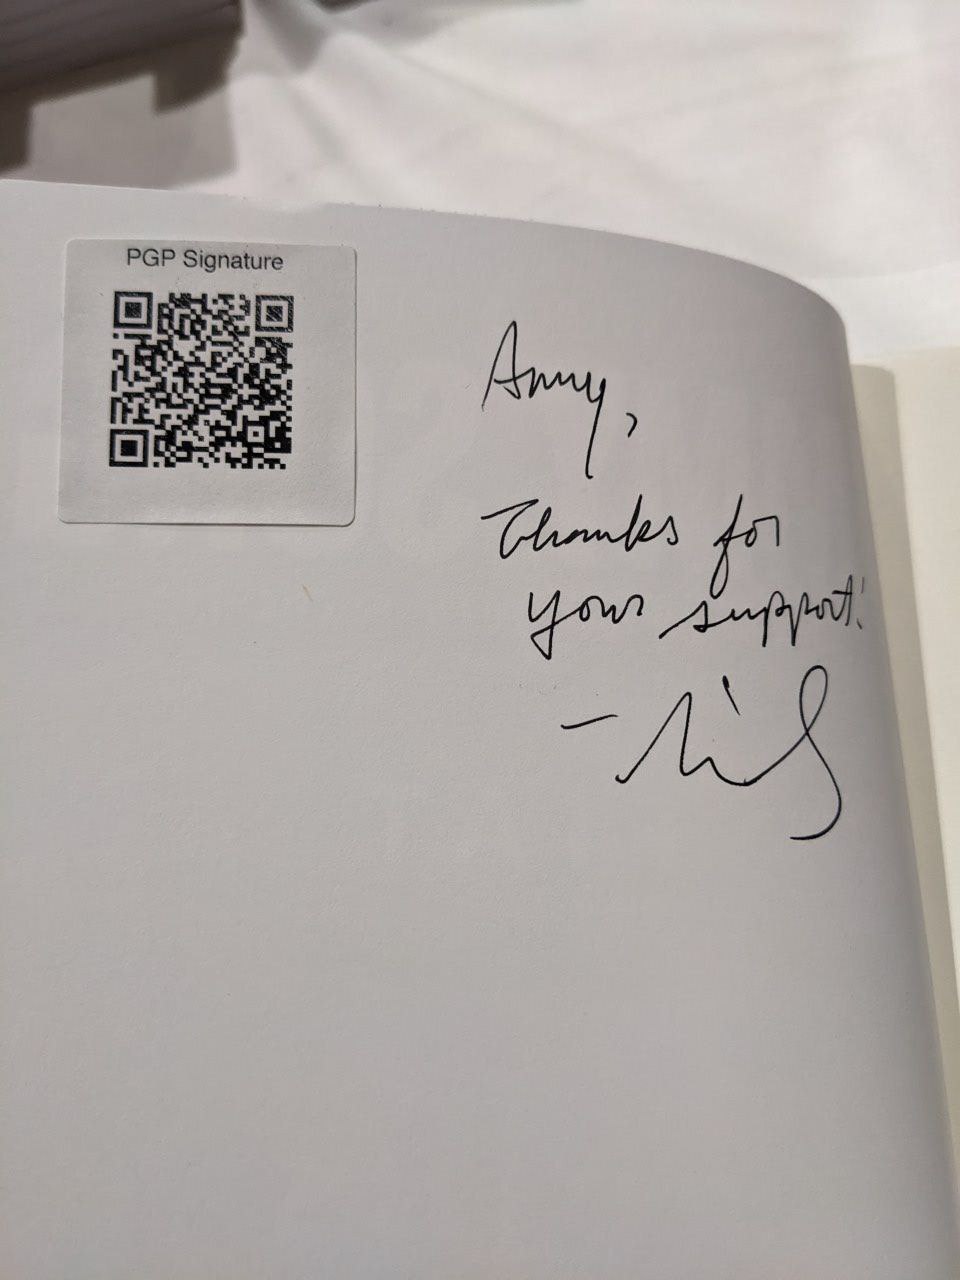 PGP Signature
Amy,
Thanks for
your support!